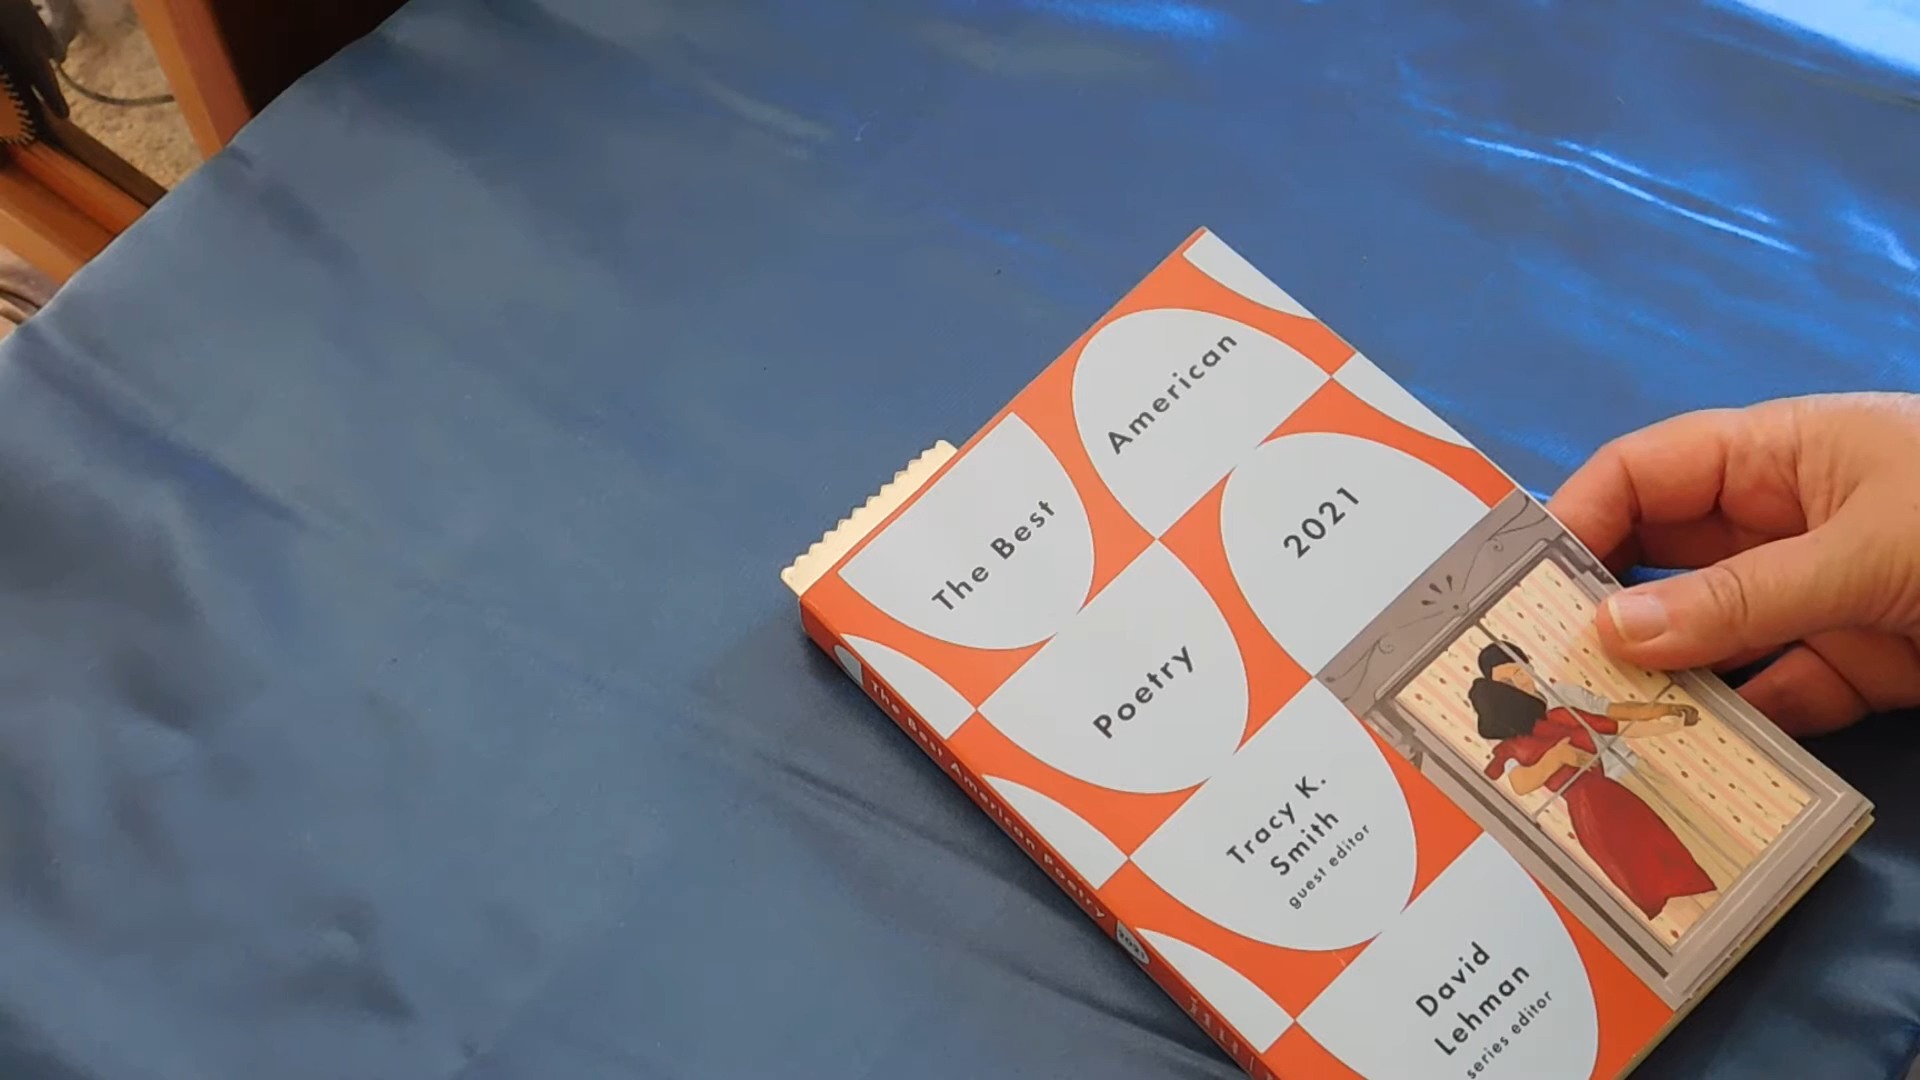 The Best
American
Poetry
2021
Tracy K.
Smith
guest editor
David
Lehman
series editor
The Best American Poetry
2021